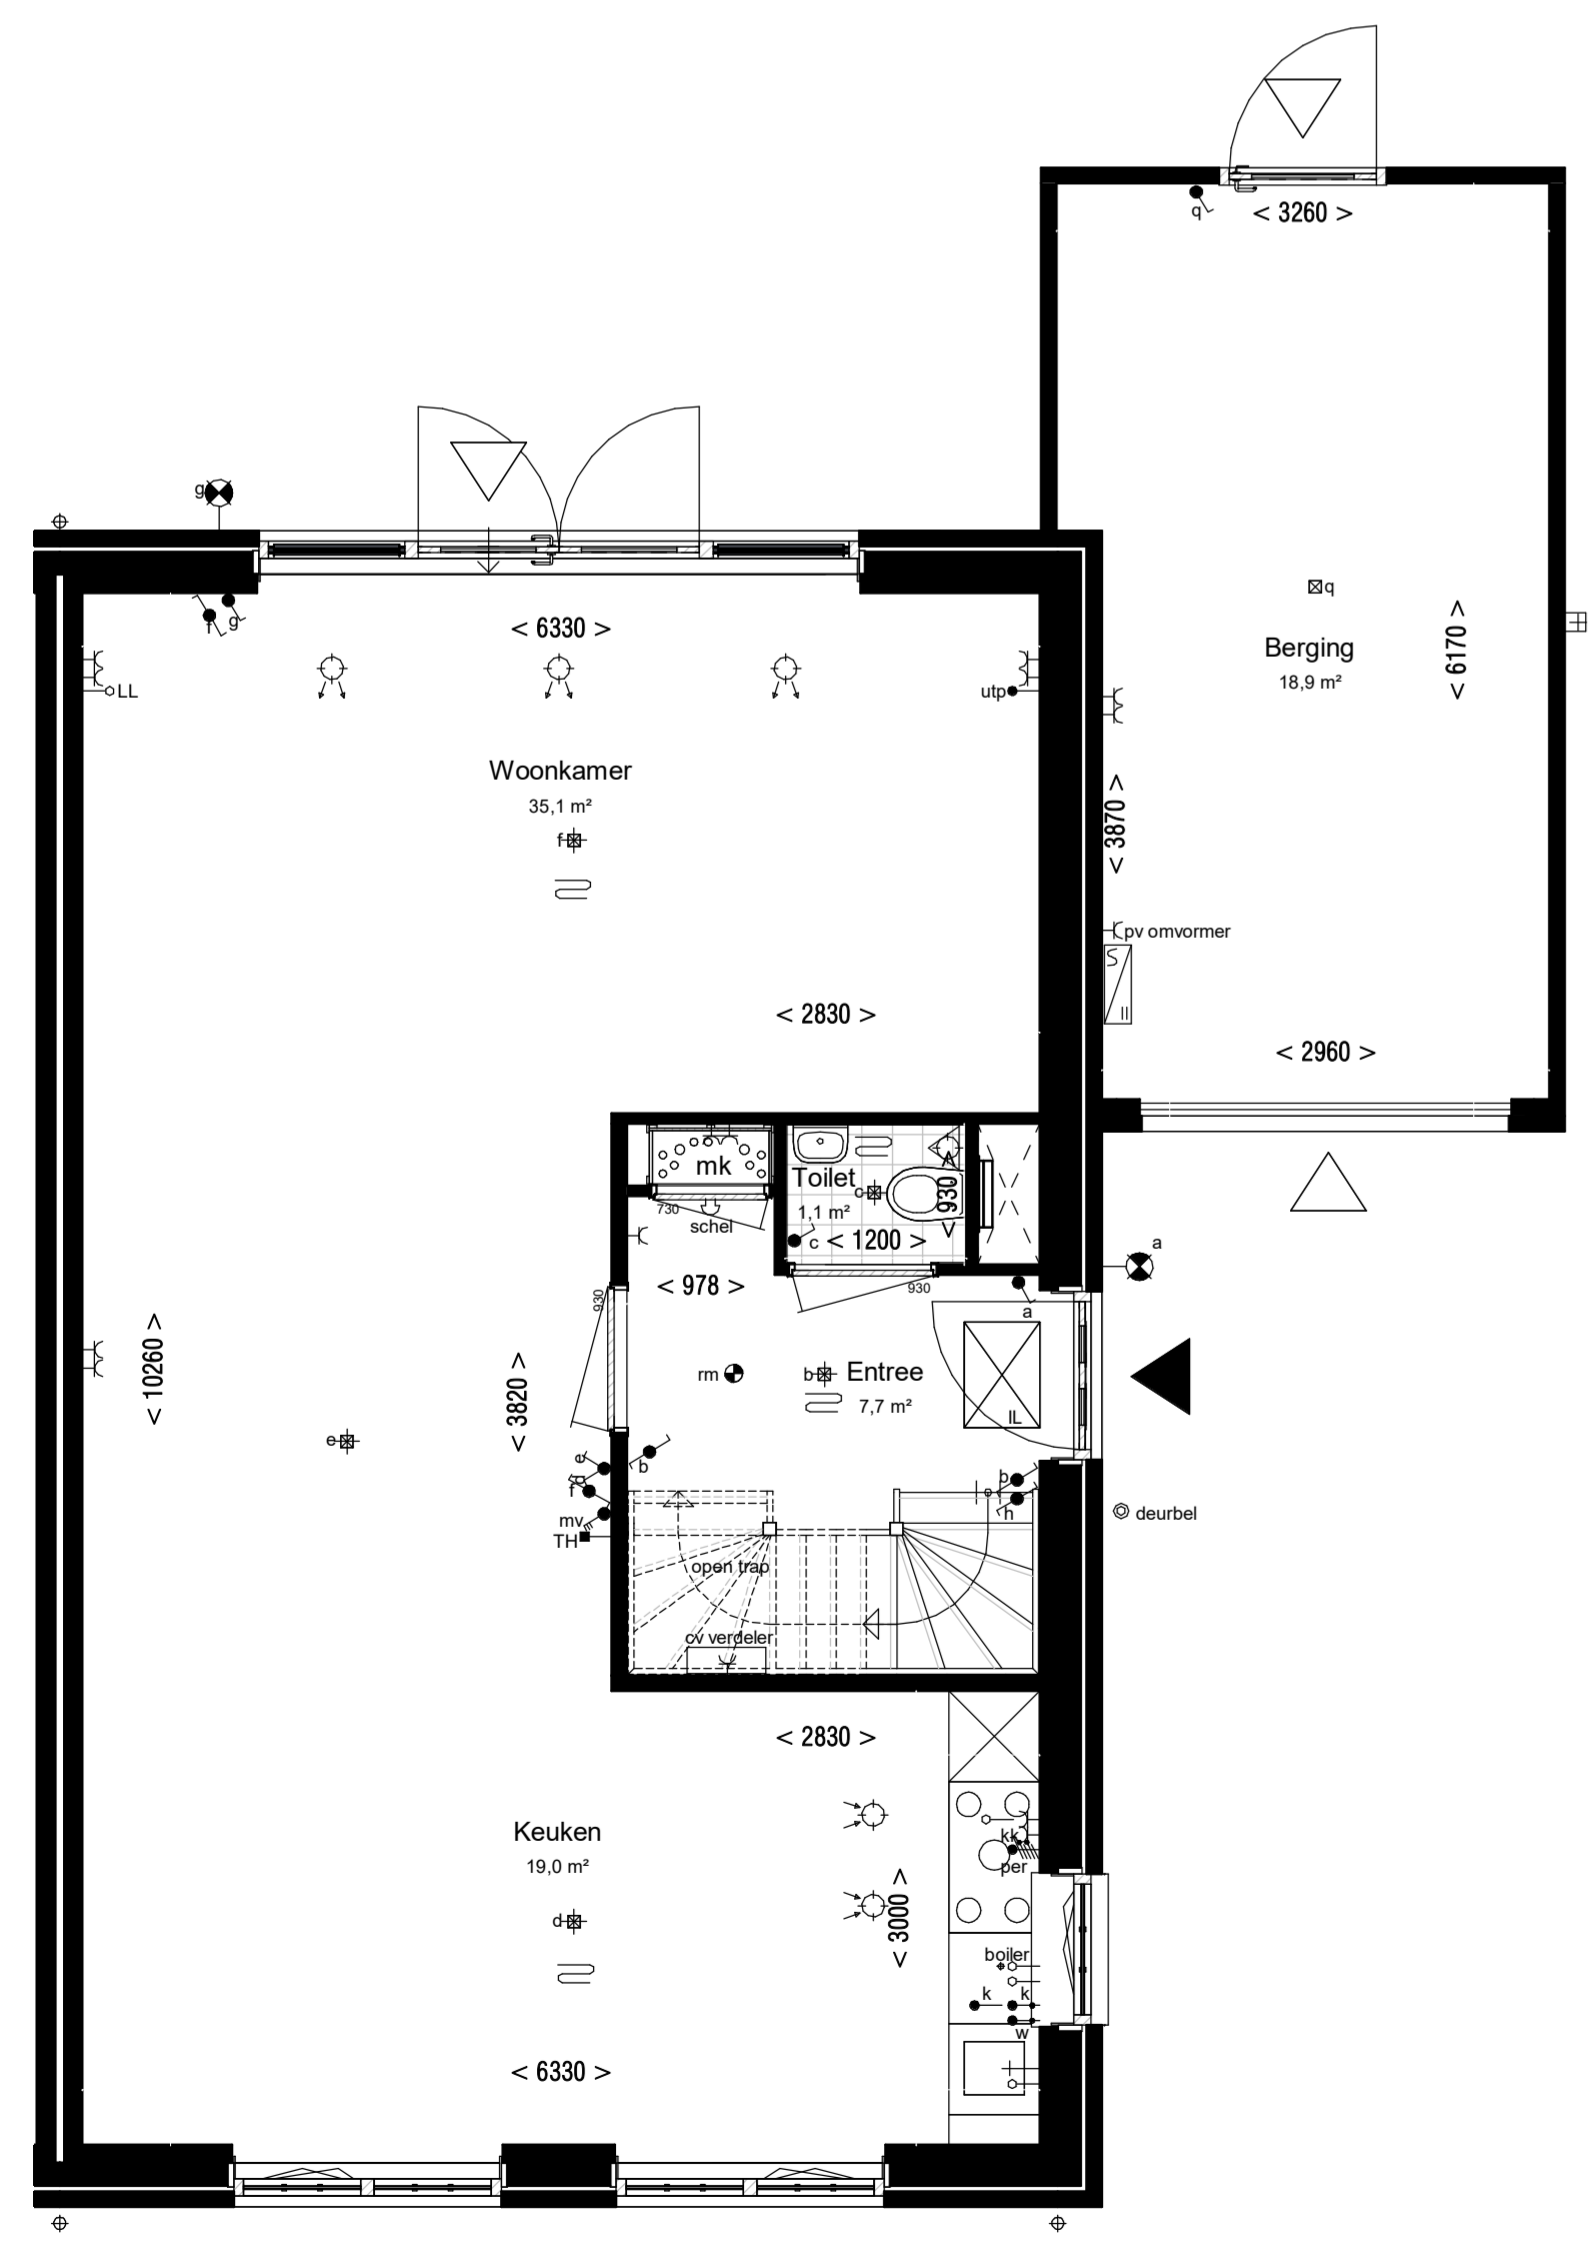 q
< 3260 >
g
f
g
< 6330 >
q
Berging
18,9 m²
< 6170 >
LL
utp
Woonkamer
35,1 m²
f
< 3870 >
pv omvormer
S
II
< 2830 >
< 2960 >
mk
Toilet
c
1,1 m²
< 930 >
730
schel
c
< 1200 >
a
< 978 >
930
930
a
rm
b
Entree
7,7 m²
IL
< 10260 >
< 3820 >
e
b
b
e
d
f
h
mv
TH
deurbel
open trap
cv verdeler
< 2830 >
Keuken
19,0 m²
kk
per
d
< 3000 >
boiler
k
k
w
< 6330 >